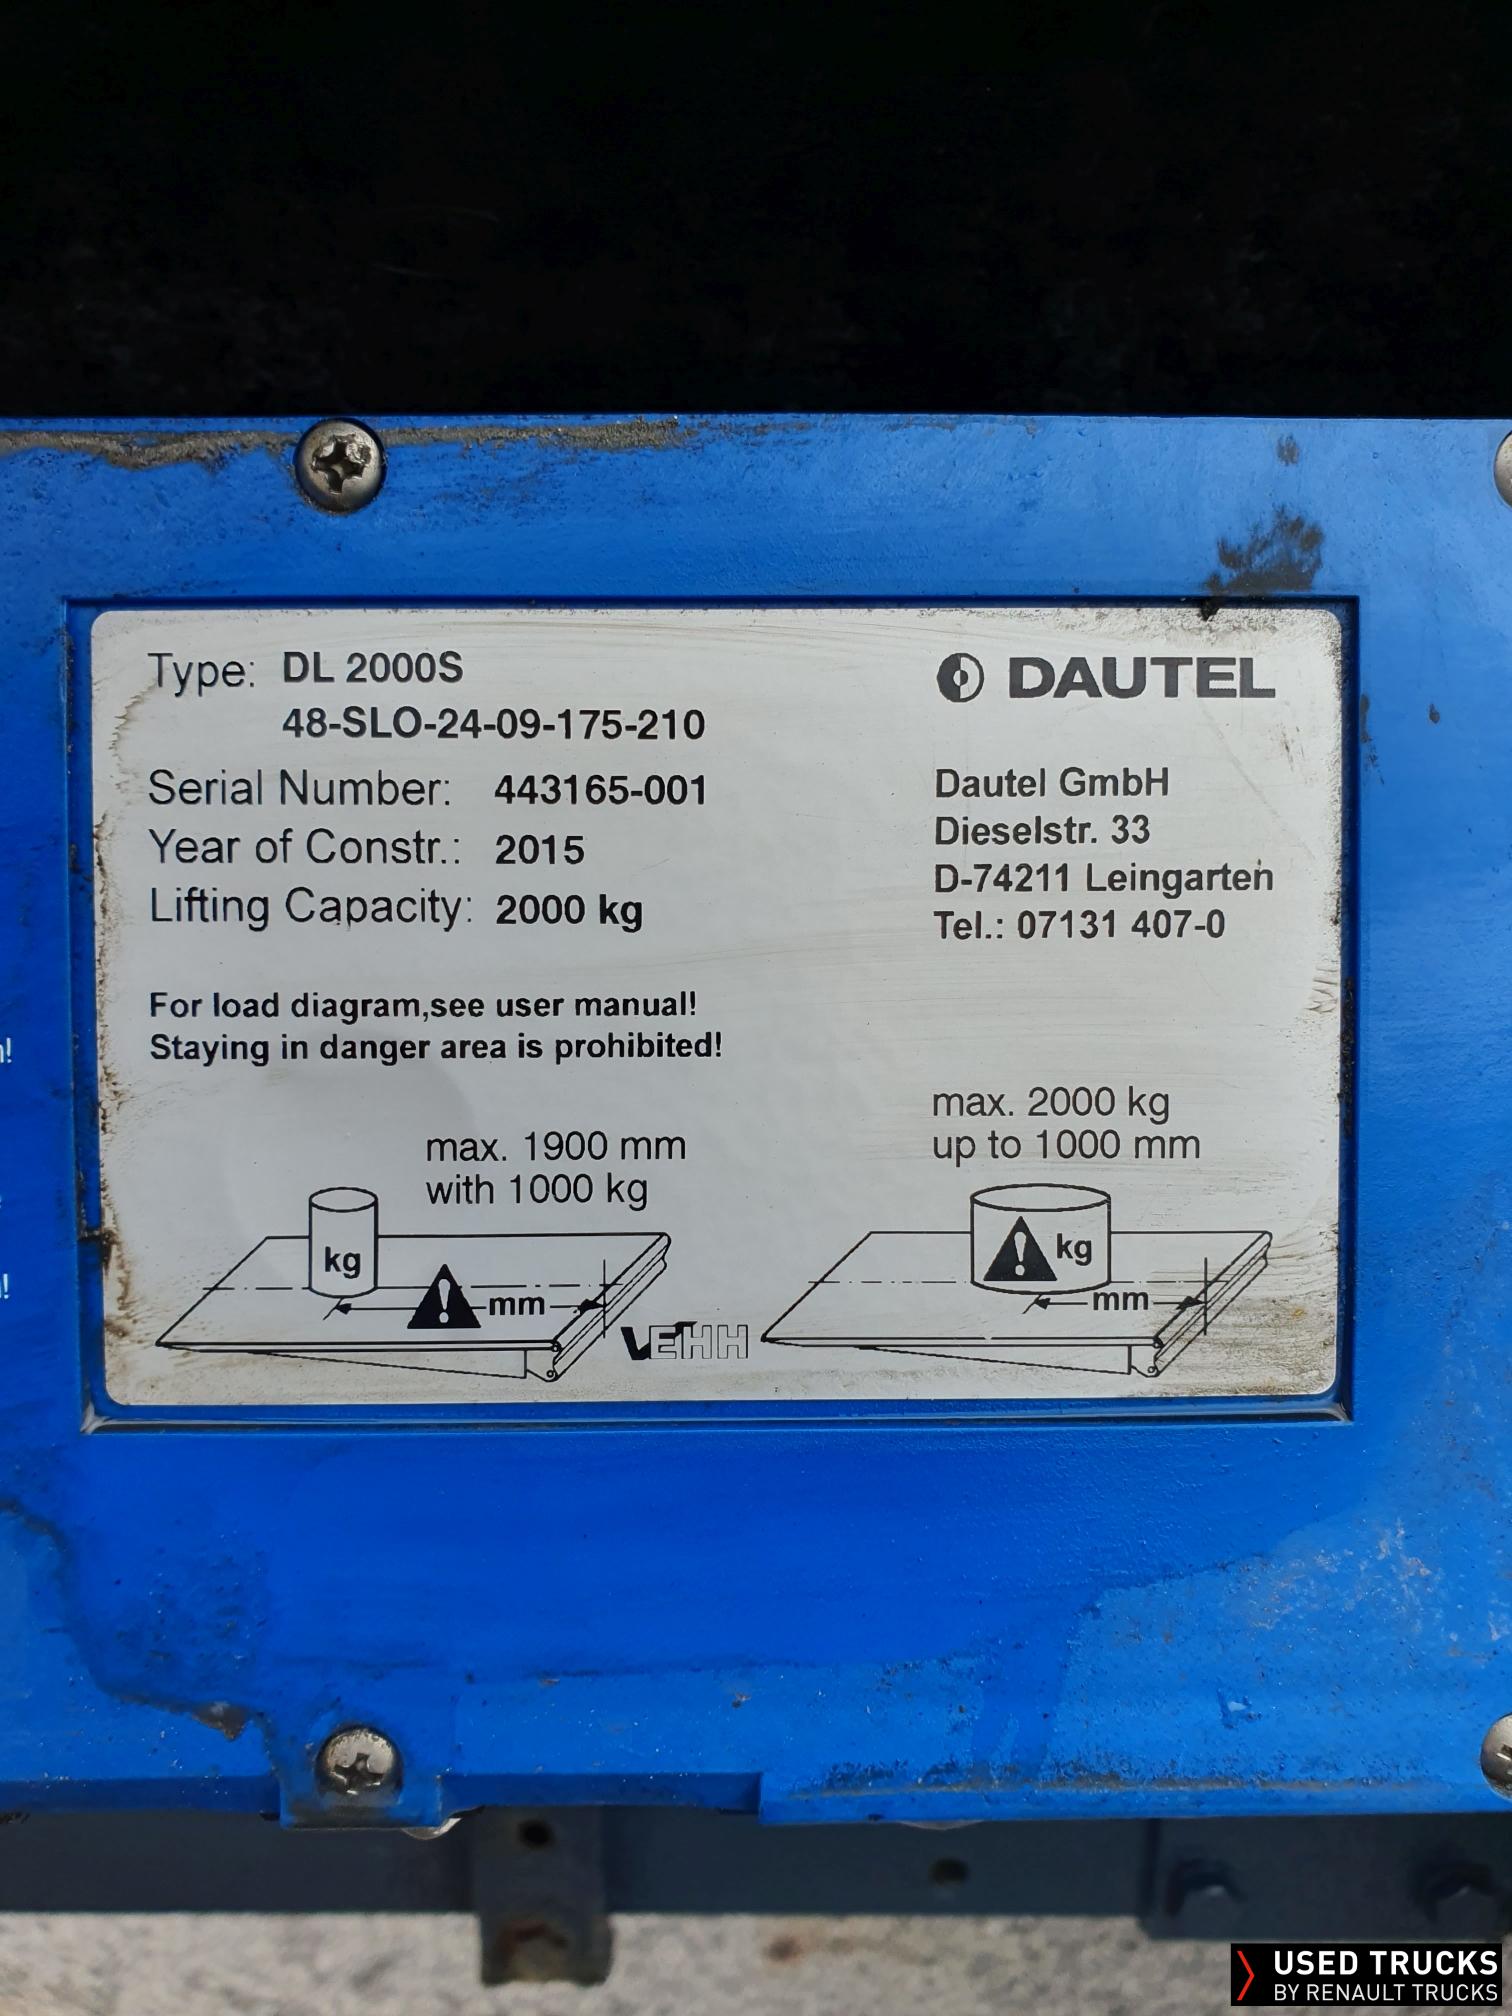 Type: DL 2000S
48-SLO-24-09-175-210
Serial Number: 443165-001
Year of Constr.: 2015
Lifting Capacity: 2000 kg
DAUTEL
Dautel GmbH
Dieselstr. 33
D-74211 Leingarten
Tel.: 07131 407-0
For load diagram,see user manual!
Staying in danger area is prohibited!
max. 1900 mm
with 1000 kg
kg
mm
max. 2000 kg
up to 1000 mm
kg
mm
VEHH
USED TRUCKS
BY RENAULT TRUCKS